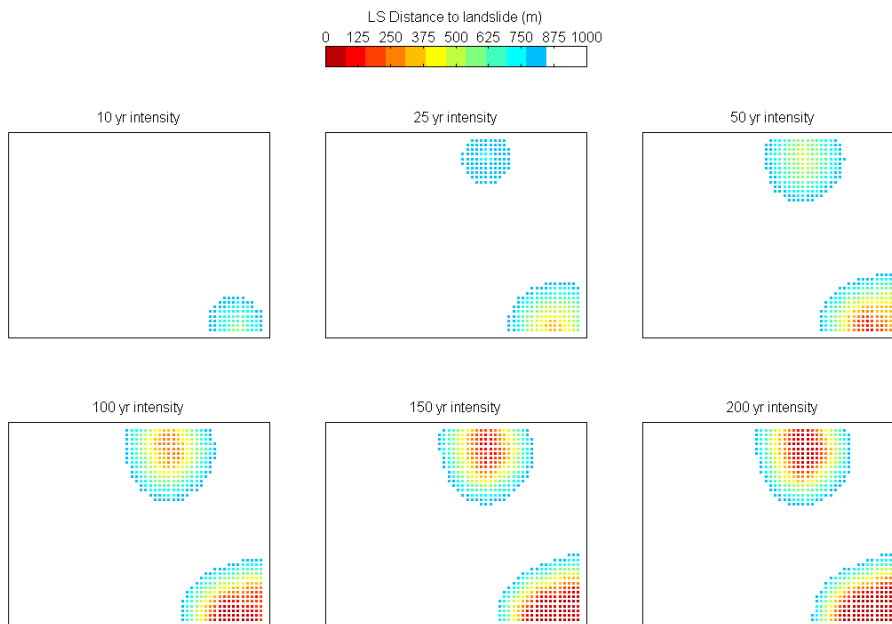 LS Distance to landslide (m)
0 125 250 375 500 625 750 875 1000
10 yr intensity 25 yr intensity 50 yr intensity
100 yr intensity 150 yr intensity 200 yr intensity